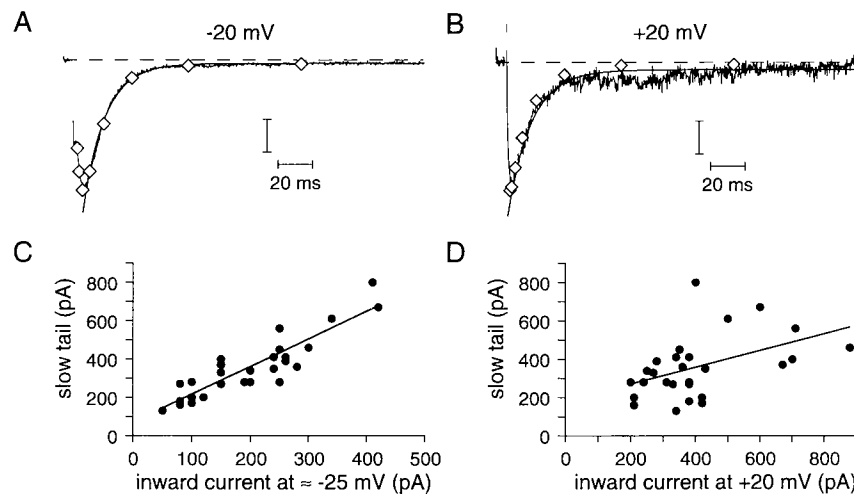 A
-20 mV
20 ms
B
+20 mV
20 ms
C
slow tail (pA)
800
600
400
200
0
0 100 200 300 400 500
inward current at ≈ -25 mV (pA)
D
slow tail (pA)
800
600
400
200
0
200 400 600 800
inward current at +20 mV (pA)